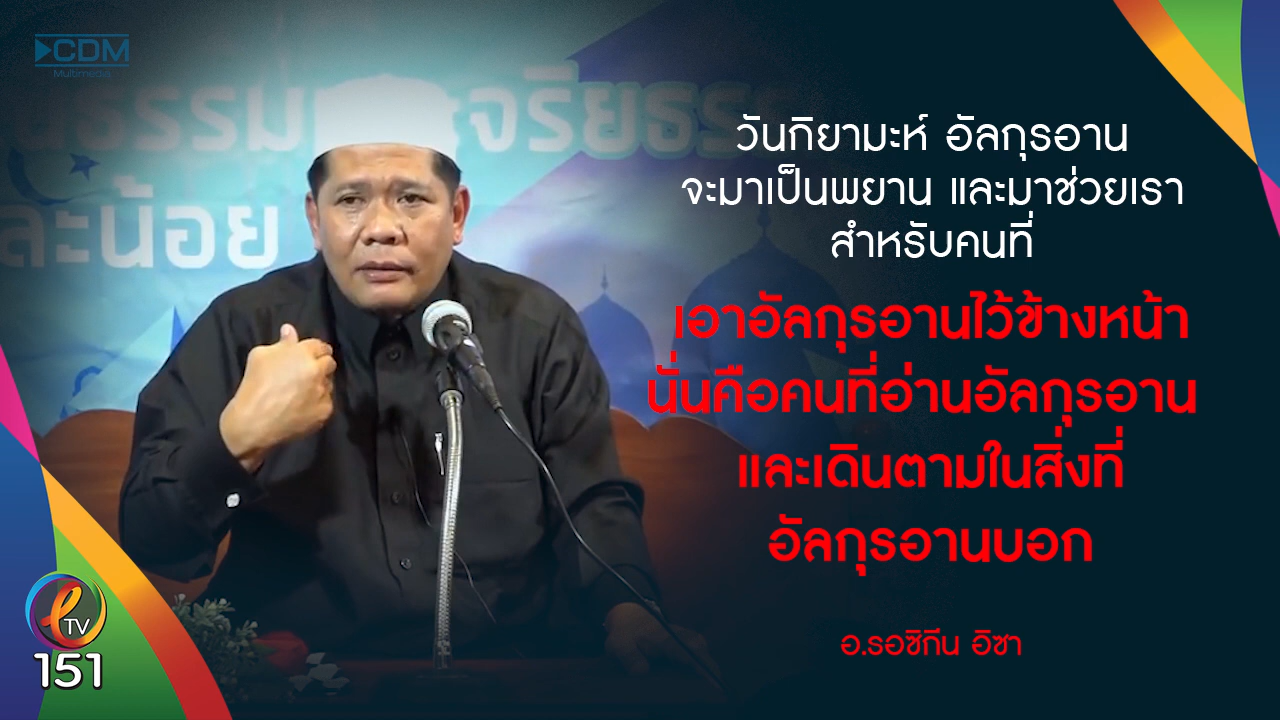 CDM
Multimedia
ละน้อย
วันกิยามะห์ อัลกุรอาน
จะมาเป็นพยาน และมาช่วยเรา
สำหรับคนที่
เอาอัลกุรอานไว้ข้างหน้า
นั่นคือคนที่อ่านอัลกุรอาน
และเดินตามในสิ่งที่
อัลกุรอานบอก
อ.รอซิกีน อิซา
TV
151